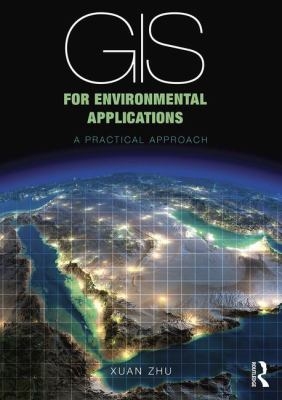 GIS
FOR ENVIRONMENTAL
APPLICATIONS
A PRACTICAL APPROACH
XUAN ZHU
ROUTLEDGE